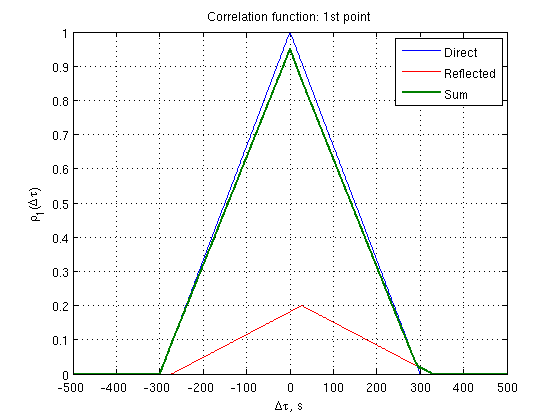 Correlation function: 1st point
Direct
Reflected
Sum
1
0.9
0.8
0.7
0.6
0.5
0.4
0.3
0.2
0.1
0
ρ1(Δτ)
-500 -400 -300 -200 -100 0 100 200 300 400 500
Δτ, s